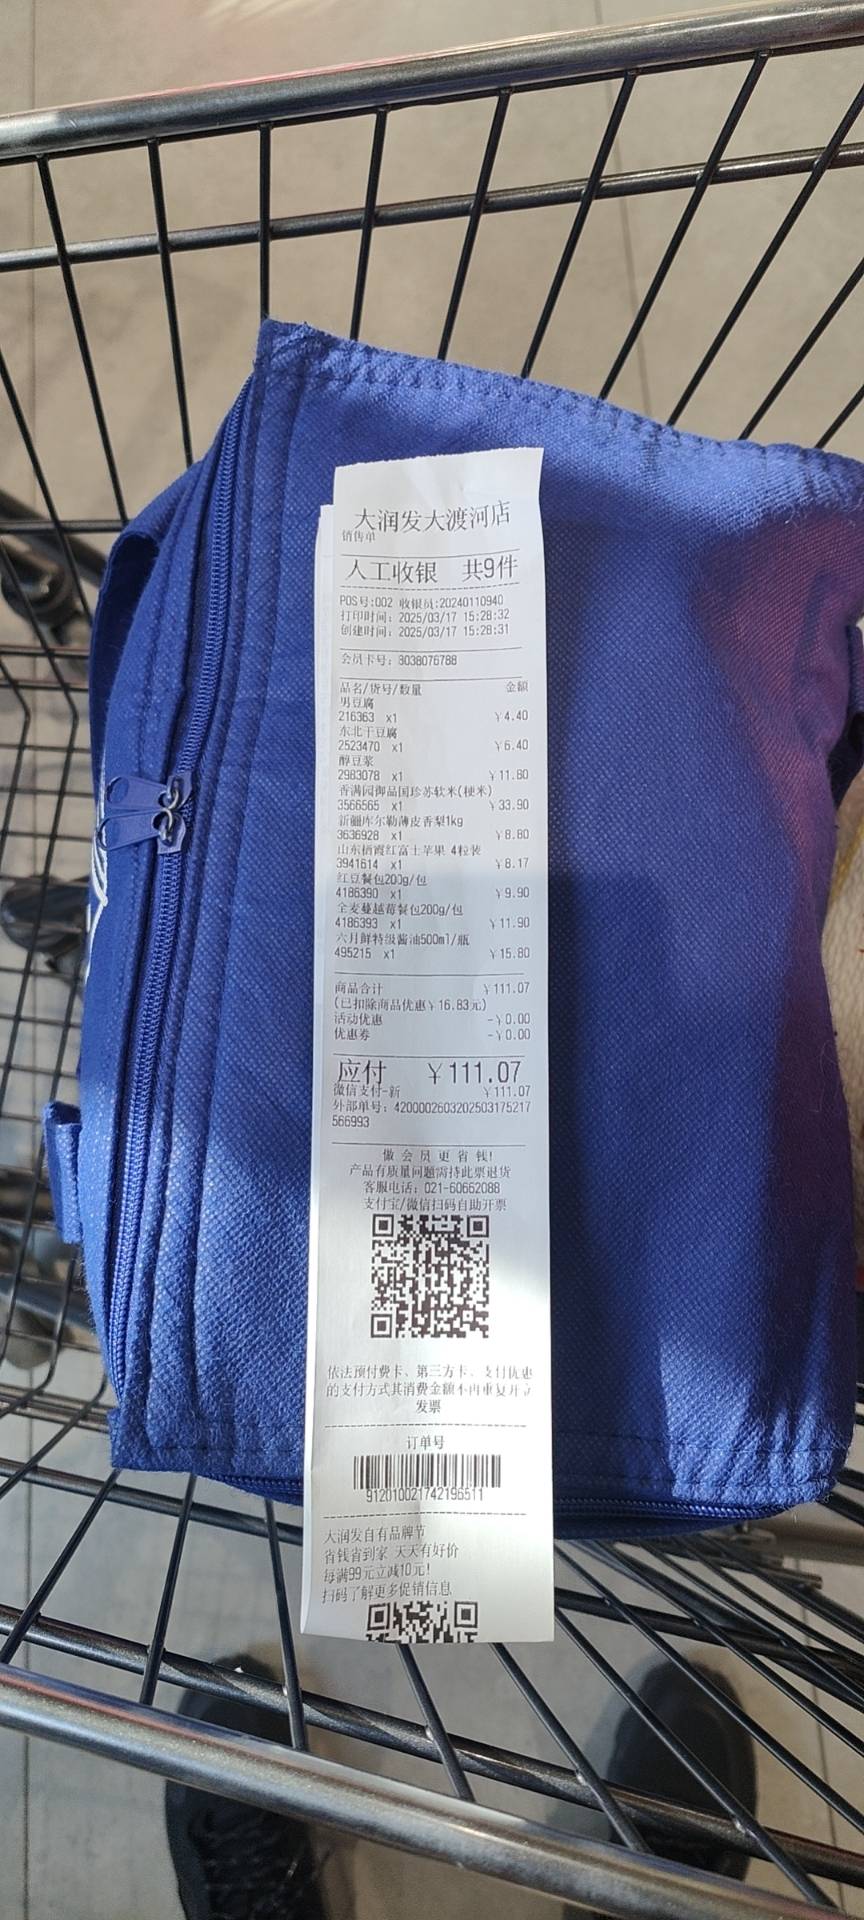 大润发大渡河店
销售单
人工收银 共9件
POS号:002 收银员:20240110940
打印时间: 2025/03/17 15:28:32
创建时间: 2025/03/17 15:28:31
会员卡号: 8038076788
品名/货号/数量 金额
男豆腐
216363 x1 ￥4.40
东北干豆腐
2523470 x1 ￥6.40
醇豆浆
2983078 x1 ￥11.80
香满园御品国珍苏软米(粳米)
3566565 x1 ￥33.90
新疆库尔勒薄皮香梨1kg
3636928 x1 ￥8.80
山东栖霞红富士苹果 4粒装
3941614 x1 ￥8.17
红豆餐包200g/包
4186390 x1 ￥9.90
全麦蔓越莓餐包200g/包
4186393 x1 ￥11.90
六月鲜特级酱油500ml/瓶
495215 x1 ￥15.80
商品合计 ￥111.07
(已扣除商品优惠￥16.83元)
活动优惠 -￥0.00
优惠券 -￥0.00
应付 ￥111.07
微信支付-新 ￥111.07
外部单号: 4200002603202503175217
566993
做会员更省钱!
产品有质量问题需持此票退货
客服电话: 021-60662088
支付宝/微信扫码自助开票
依法预付费卡、第三方卡、支付优惠
的支付方式其消费金额不再重复开立
发票
订单号
912010021742196511
大润发自有品牌节
省钱省到家 天天有好价
每满99元立减10元!
扫码了解更多促销信息